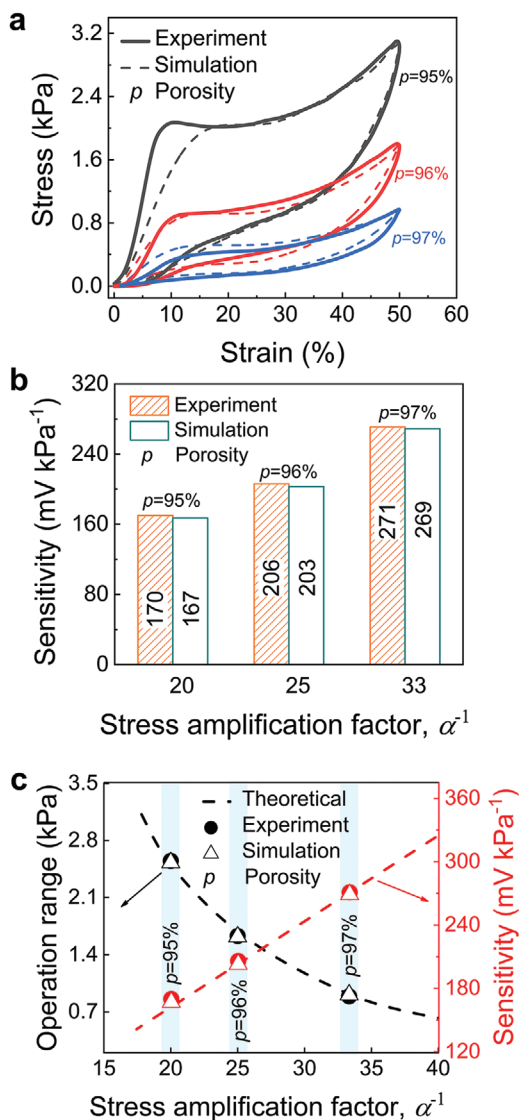 a
Experiment
Simulation
p Porosity
p=95%
p=96%
p=97%
Stress (kPa)
3.2
2.4
1.6
0.8
0.0
0 10 20 30 40 50 60
Strain (%)
b
Experiment
Simulation
p Porosity
p=95%
p=96%
p=97%
170
167
206
203
271
269
Sensitivity (mV kPa⁻¹)
320
240
160
80
0
20 25 33
Stress amplification factor, α⁻¹
c
Theoretical
Experiment
Simulation
p Porosity
p=95%
p=96%
p=97%
Operation range (kPa)
3.5
2.8
2.1
1.4
0.7
Sensitivity (mV kPa⁻¹)
360
300
240
180
120
15 20 25 30 35 40
Stress amplification factor, α⁻¹